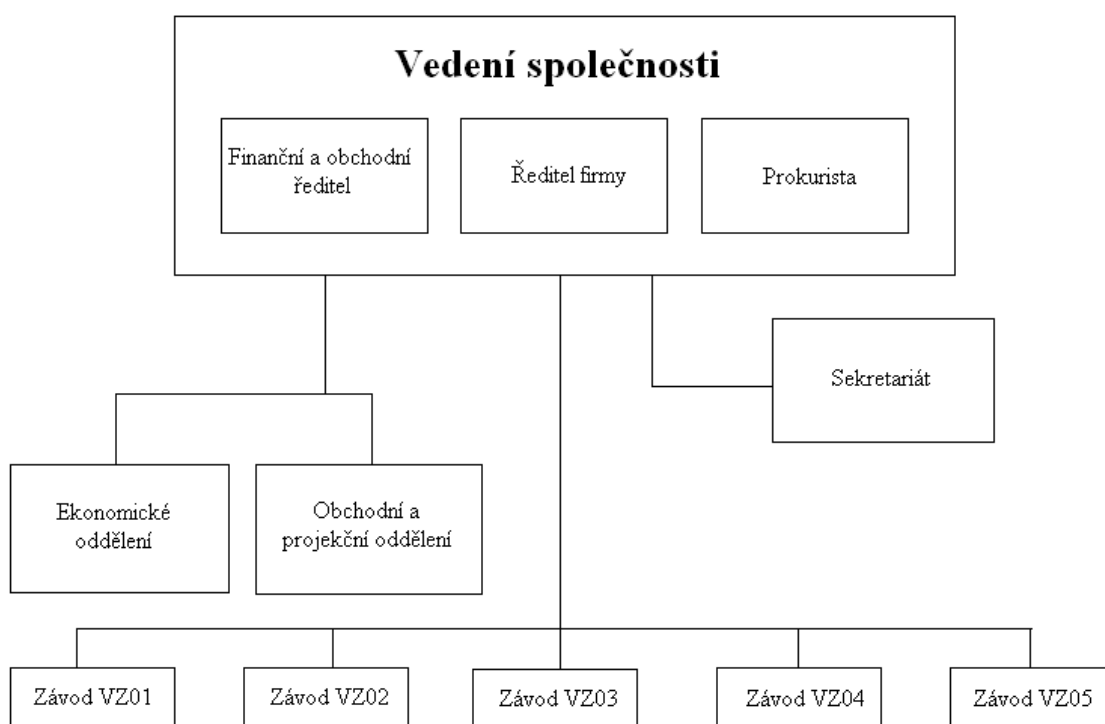 Vedení společnosti
Finanční a obchodní
ředitel
Ředitel firmy
Prokurista
Sekretariát
Ekonomické
oddělení
Obchodní a
projekční oddělení
Závod VZ01
Závod VZ02
Závod VZ03
Závod VZ04
Závod VZ05